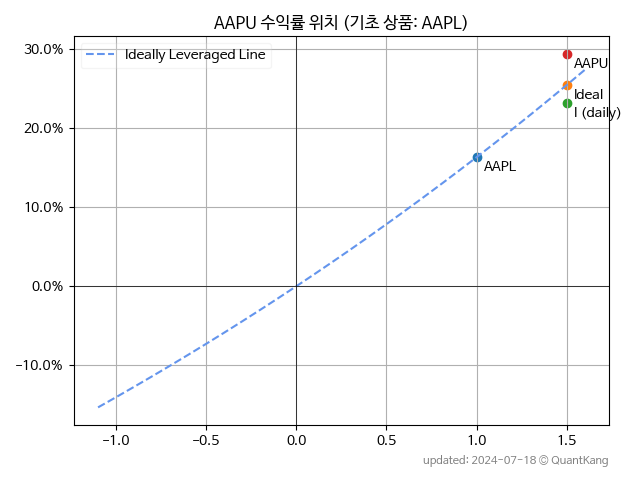 AAPU 수익률 위치 (기초 상품: AAPL)
30.0%
20.0%
10.0%
0.0%
−10.0%
Ideally Leveraged Line
AAPU
Ideal
I (daily)
AAPL
−1.0 −0.5 0.0 0.5 1.0 1.5
updated: 2024-07-18 © QuantKang